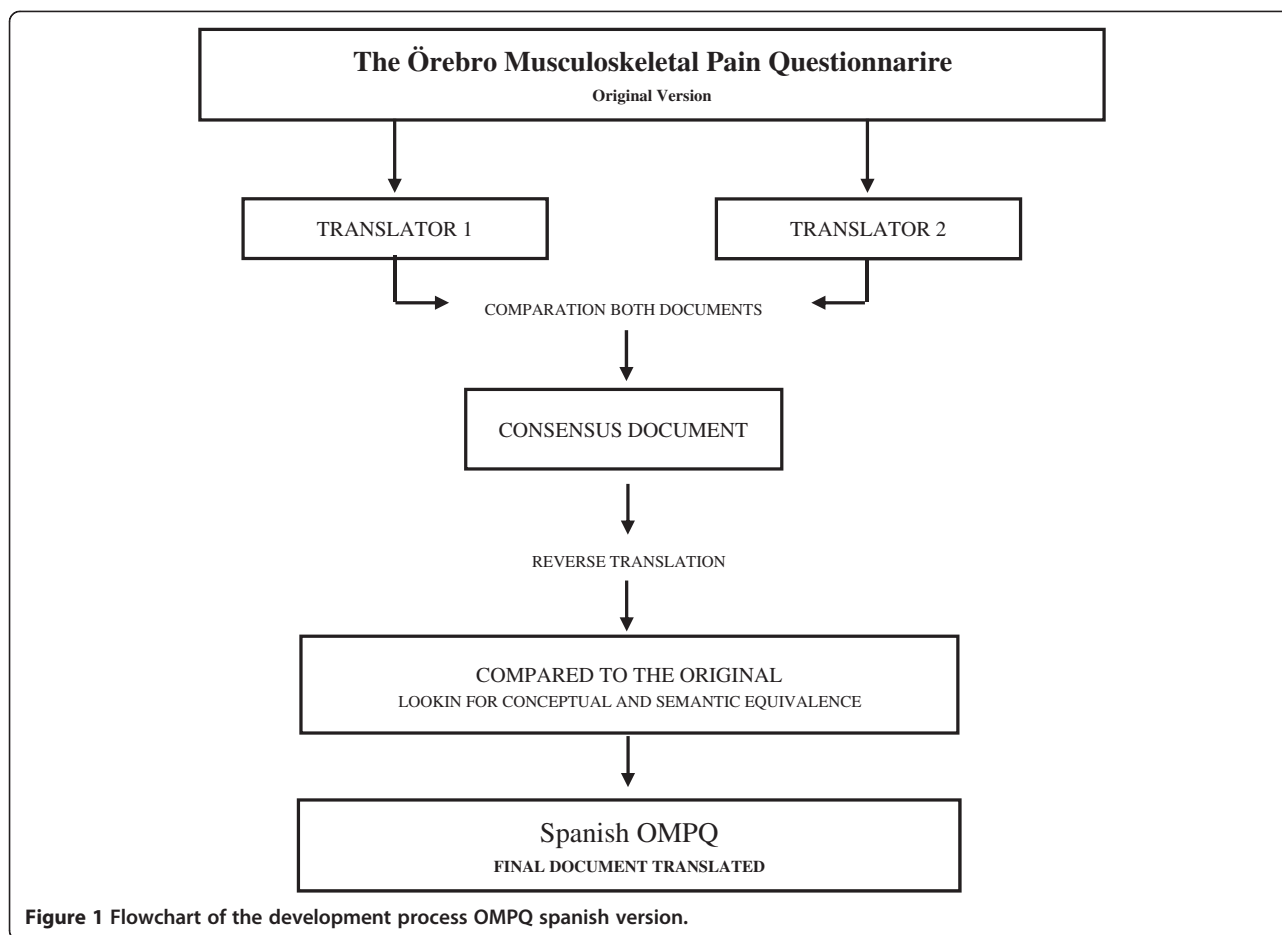 The Örebro Musculoskeletal Pain Questionnarire
Original Version
TRANSLATOR 1
TRANSLATOR 2
COMPARATION BOTH DOCUMENTS
CONSENSUS DOCUMENT
REVERSE TRANSLATION
COMPARED TO THE ORIGINAL
LOOKIN FOR CONCEPTUAL AND SEMANTIC EQUIVALENCE
Spanish OMPQ
FINAL DOCUMENT TRANSLATED
Figure 1 Flowchart of the development process OMPQ spanish version.